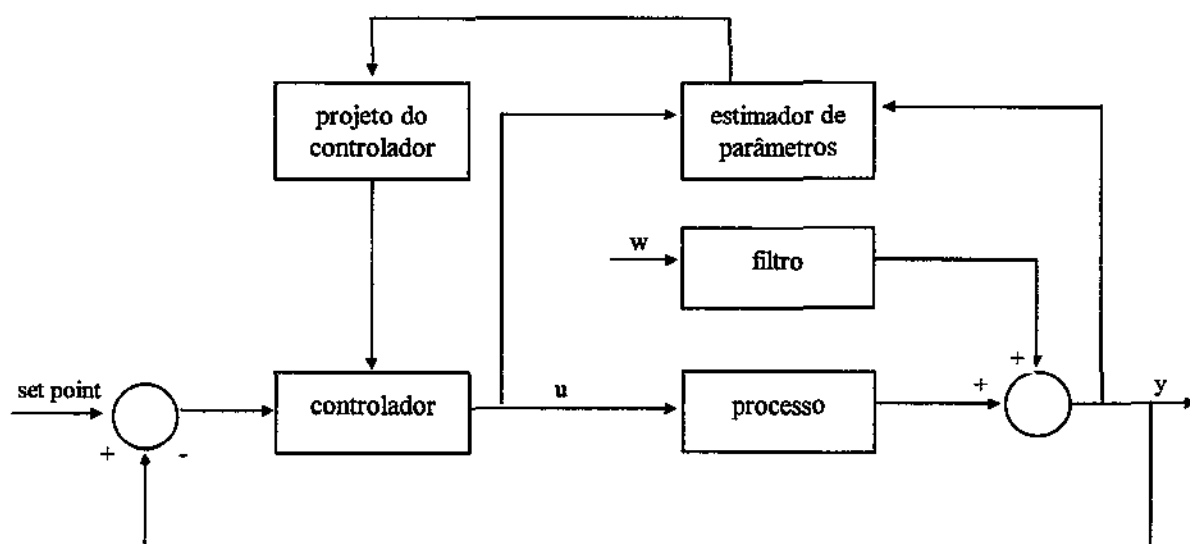 projeto do
controlador
estimador de
parâmetros
w
filtro
+
set point
controlador
u
processo
+
y
+
-